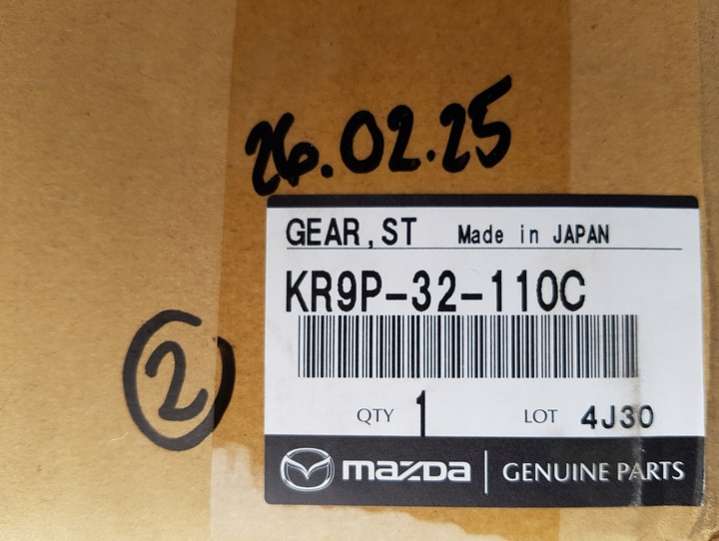 26.02.25
GEAR, ST Made in JAPAN
KR9P-32-110C
2
QTY 1 LOT 4J30
mazda GENUINE PARTS